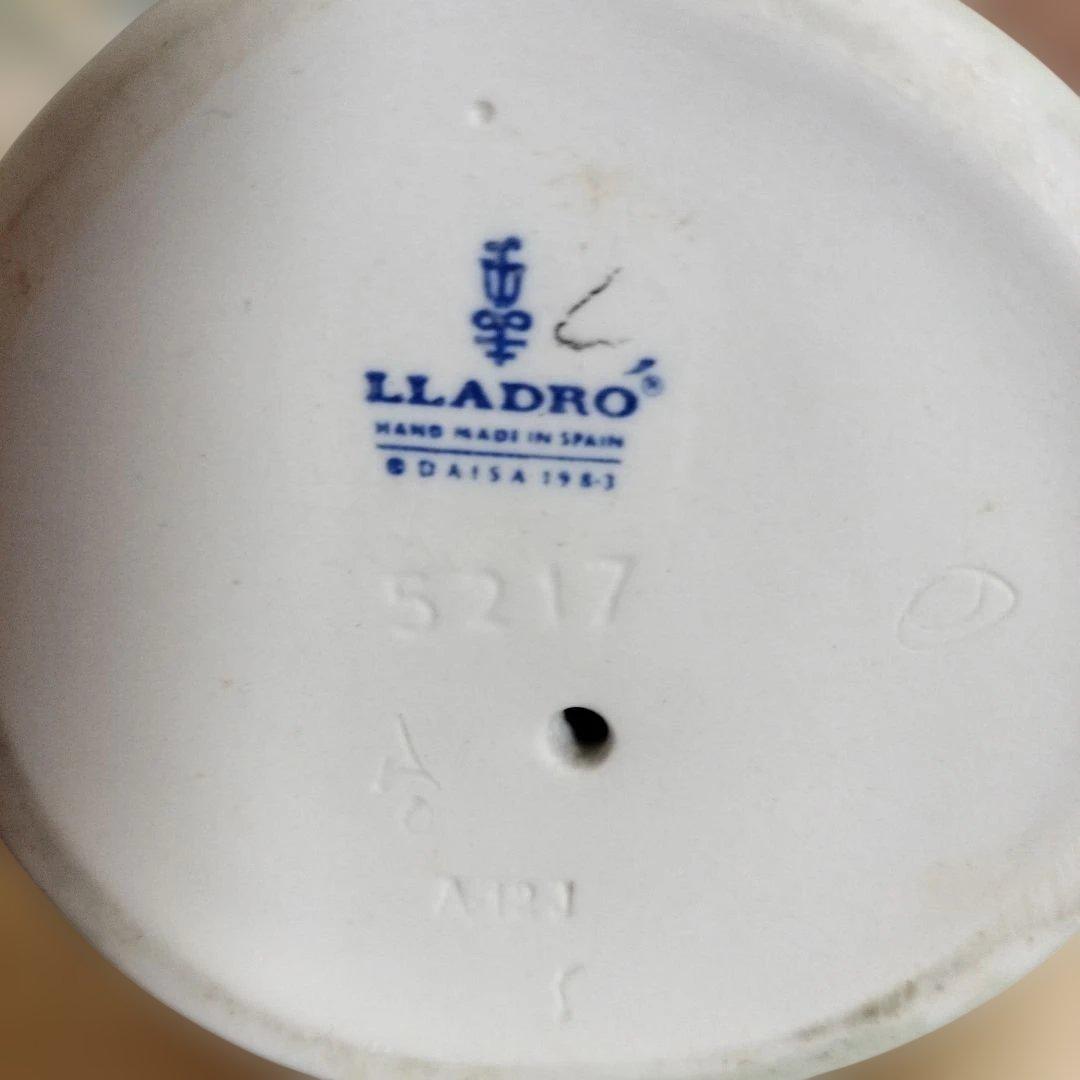 LLADRÓ®
HAND MADE IN SPAIN
© DAISA 1983
5217